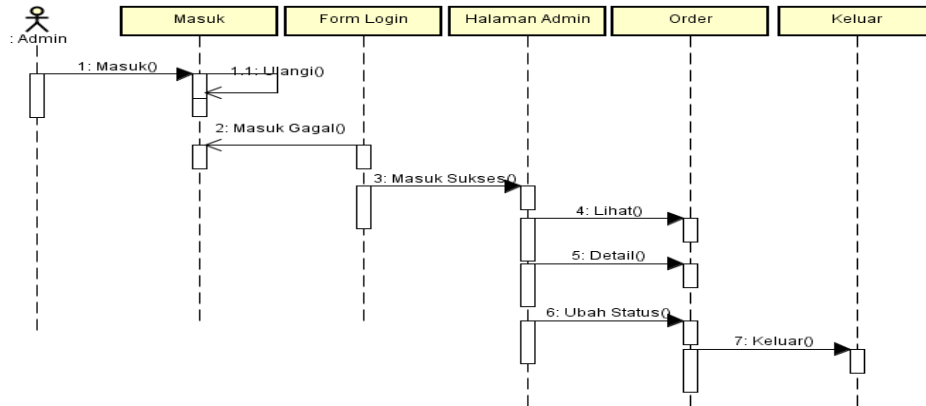 Masuk
Form Login
Halaman Admin
Order
Keluar
: Admin
1: Masuk()
1.1: Ulangi()
2: Masuk Gagal()
3: Masuk Sukses()
4: Lihat()
5: Detail()
6: Ubah Status()
7: Keluar()